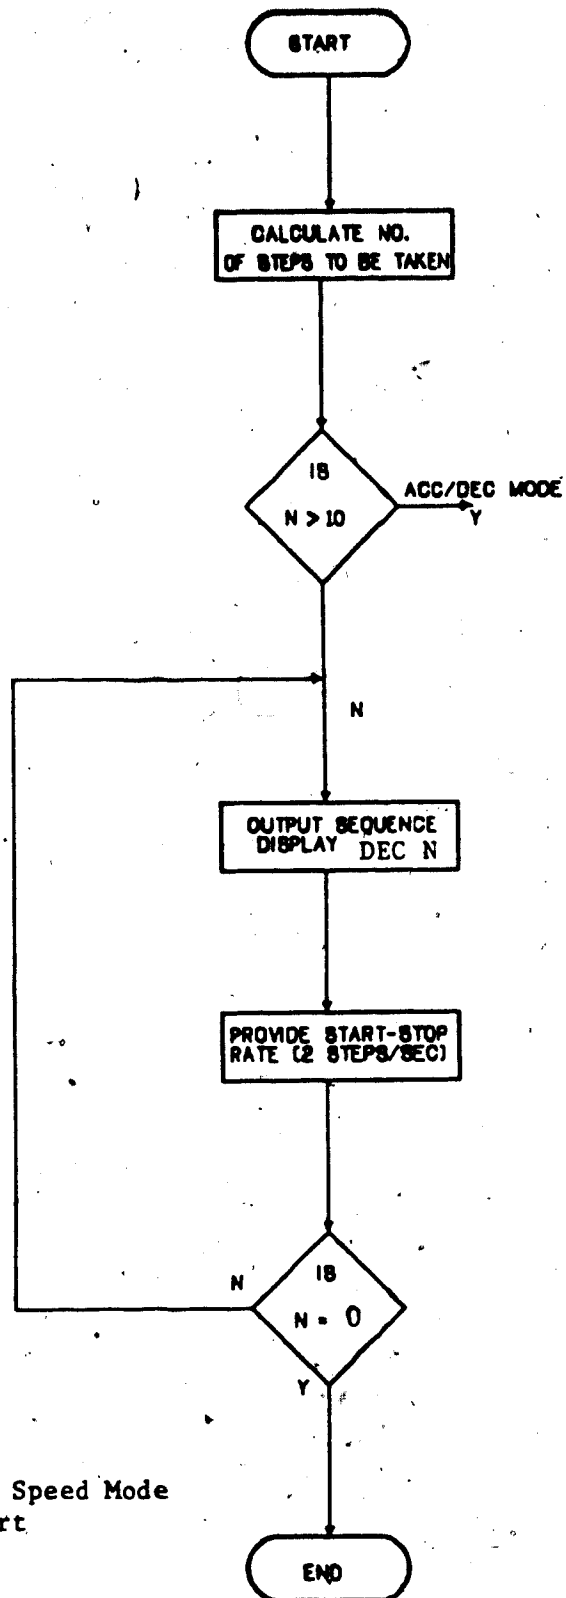 START
CALCULATE NO.
OF STEPS TO BE TAKEN
IS
N > 10
ACC/DEC MODE
Y
N
OUTPUT SEQUENCE
DISPLAY DEC N
PROVIDE START-STOP
RATE (2 STEPS/SEC)
N
IS
N = 0
Y
Speed Mode
rt
END